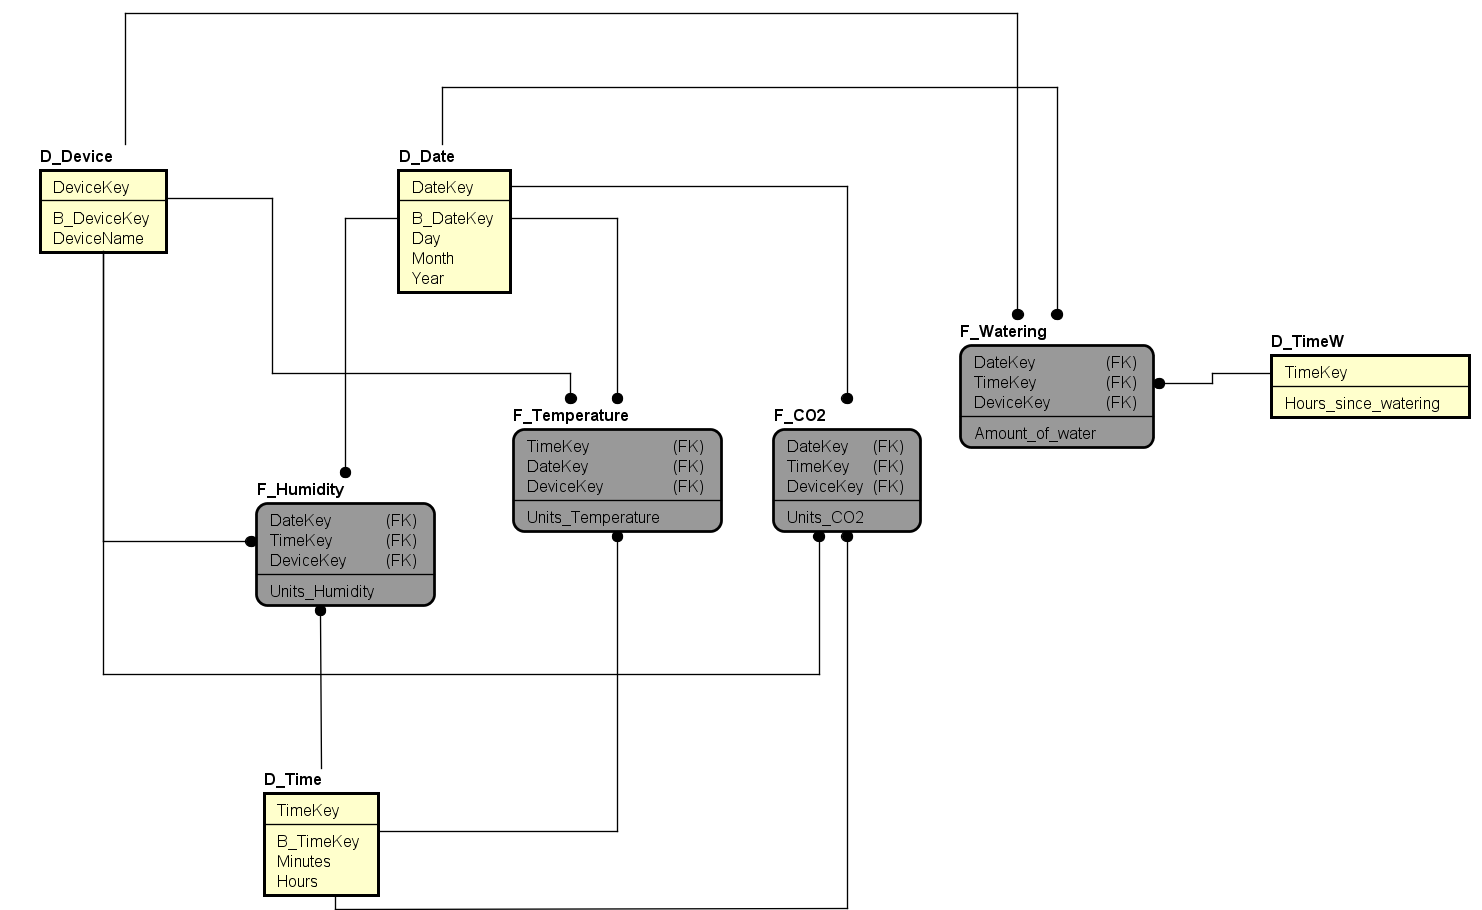 D_Device
DeviceKey
B_DeviceKey
DeviceName
D_Date
DateKey
B_DateKey
Day
Month
Year
F_Watering
DateKey (FK)
TimeKey (FK)
DeviceKey (FK)
Amount_of_water
D_TimeW
TimeKey
Hours_since_watering
F_Temperature
TimeKey (FK)
DateKey (FK)
DeviceKey (FK)
Units_Temperature
F_CO2
DateKey (FK)
TimeKey (FK)
DeviceKey (FK)
Units_CO2
F_Humidity
DateKey (FK)
TimeKey (FK)
DeviceKey (FK)
Units_Humidity
D_Time
TimeKey
B_TimeKey
Minutes
Hours